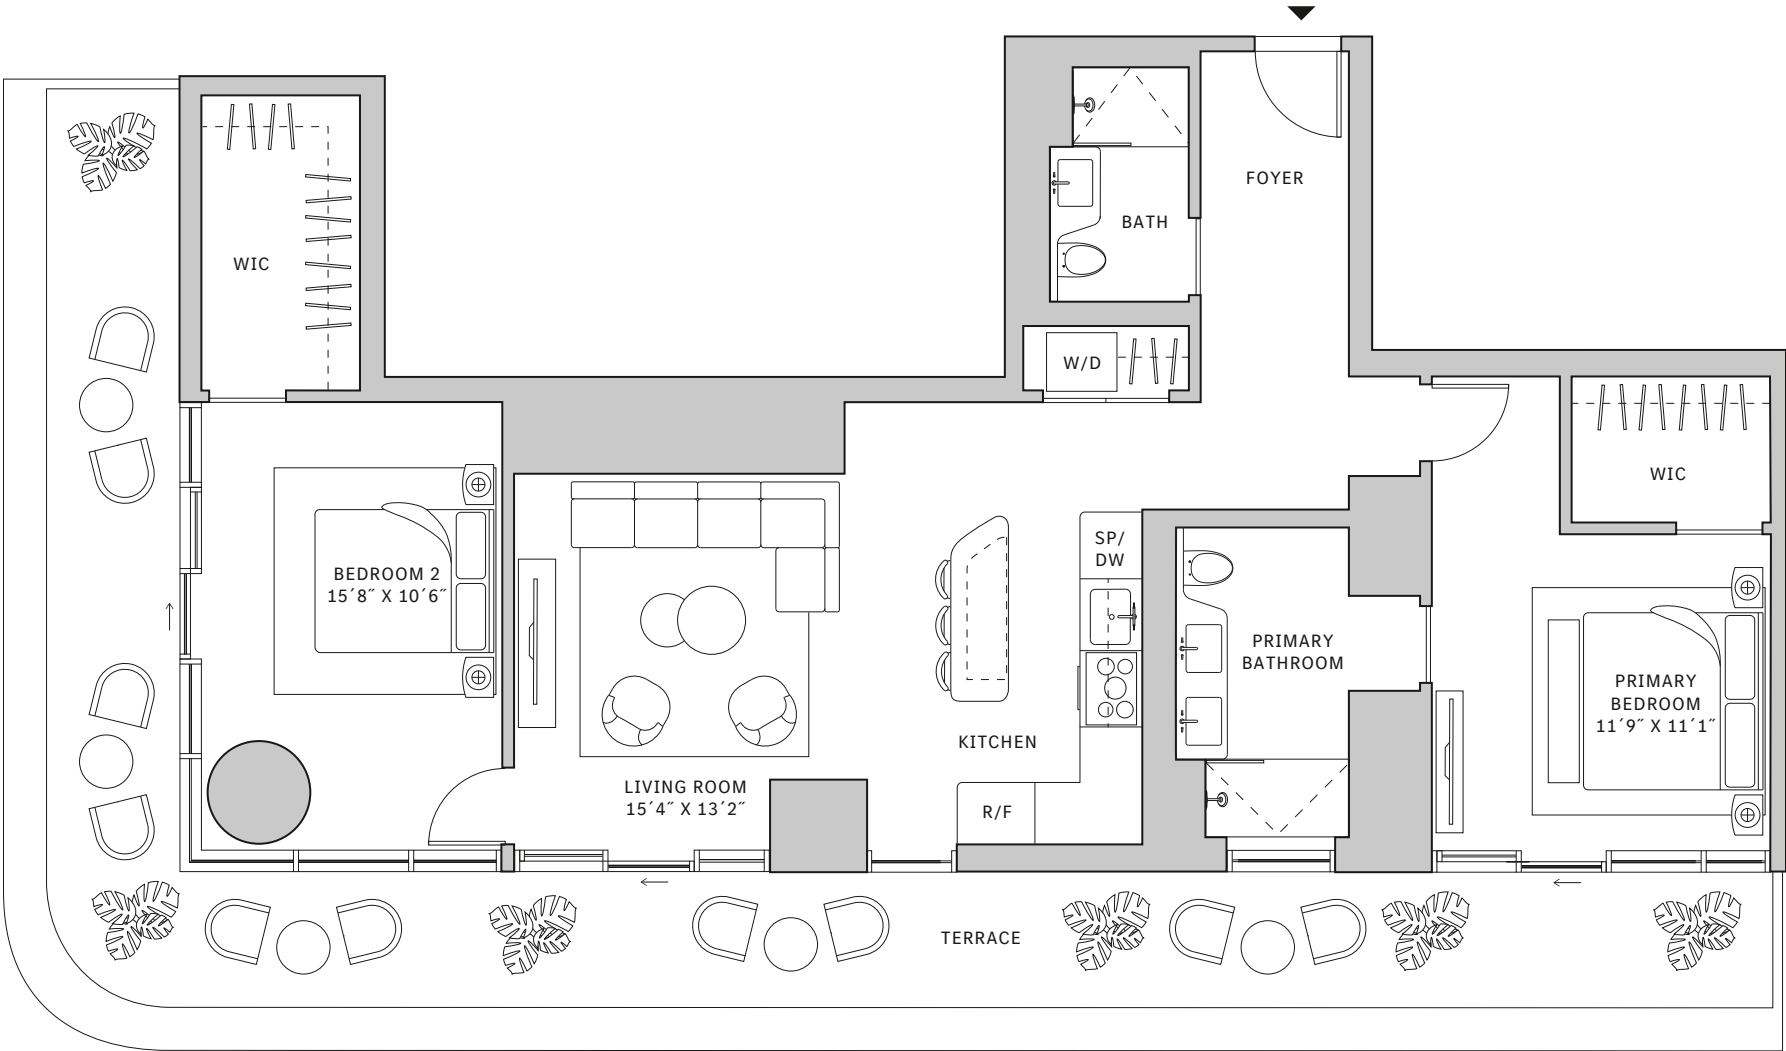 FOYER
BATH
WIC
W/D
WIC
SP/
DW
BEDROOM 2
15´8˝ X 10´6˝
PRIMARY
BATHROOM
PRIMARY
BEDROOM
11´9˝ X 11´1˝
KITCHEN
LIVING ROOM
15´4˝ X 13´2˝
R/F
TERRACE